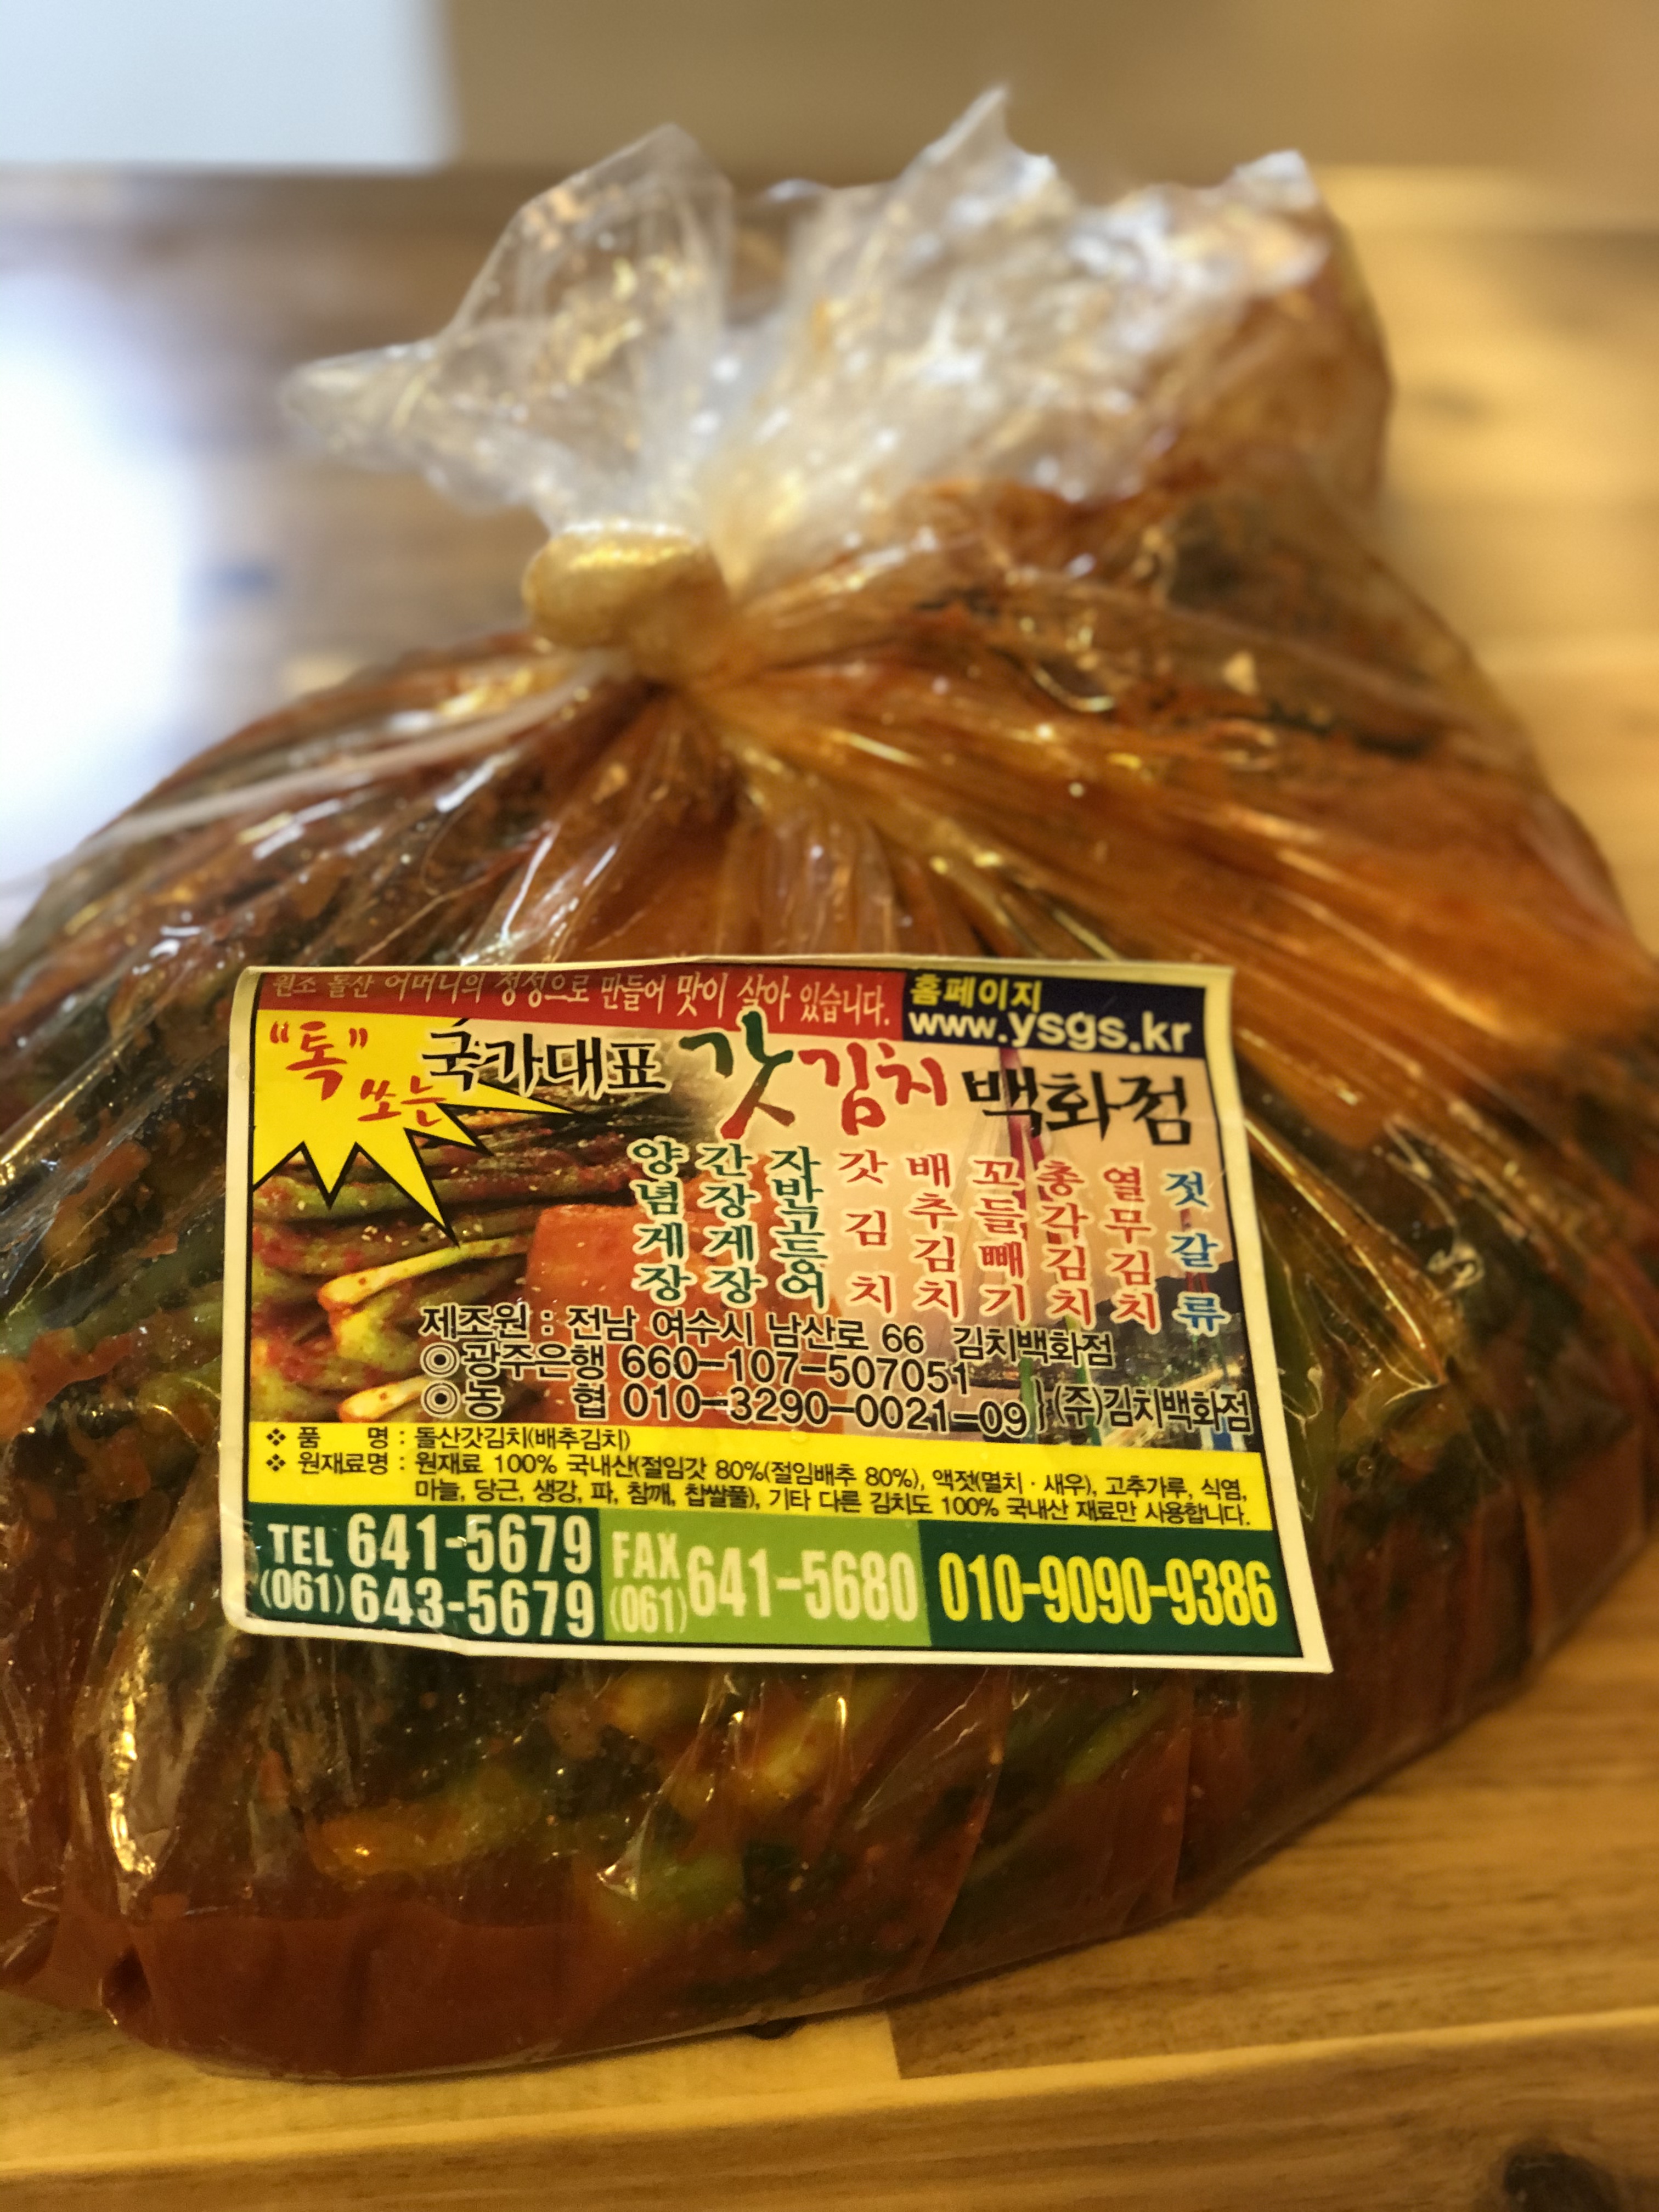 원조 돌산 어머니의 정성으로 만들어 맛이 살아 있습니다.
홈페이지
www.ysgs.kr
"톡" 쏘는
국가대표 갓김치 백화점
양념게장
간장게장
자반고등어
갓김치
배추김치
꼬들빼기
총각김치
열무김치
젓갈류
제조원 : 전남 여수시 남산로 66 김치백화점
◎광주은행 660-107-507051
◎농 협 010-3290-0021-09 (주)김치백화점
❖ 품 명 : 돌산갓김치(배추김치)
❖ 원재료명 : 원재료 100% 국내산(절임갓 80%(절임배추 80%), 액젓(멸치 · 새우), 고추가루, 식염,
마늘, 당근, 생강, 파, 참깨, 찹쌀풀), 기타 다른 김치도 100% 국내산 재료만 사용합니다.
TEL (061) 641-5679
643-5679
FAX (061) 641-5680
010-9090-9386